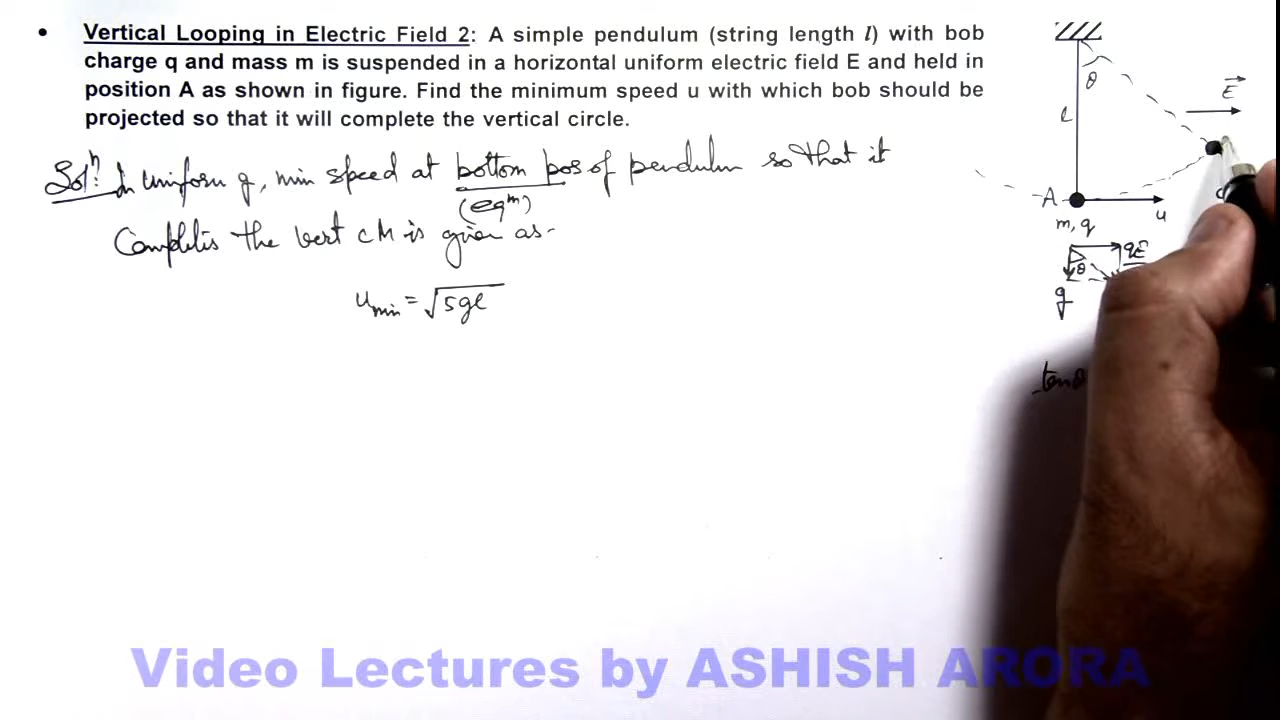 • Vertical Looping in Electric Field 2: A simple pendulum (string length l) with bob
charge q and mass m is suspended in a horizontal uniform electric field E and held in
position A as shown in figure. Find the minimum speed u with which bob should be
projected so that it will complete the vertical circle.
Solⁿ: In uniform g, min speed at bottom pos of pendulum so that it
(eqᵐ)
Completes the vert CM is given as-
u_min = √5gl
θ
E
l
A
u
m, q
qE
θ
g
tanθ
Video Lectures by ASHISH ARORA